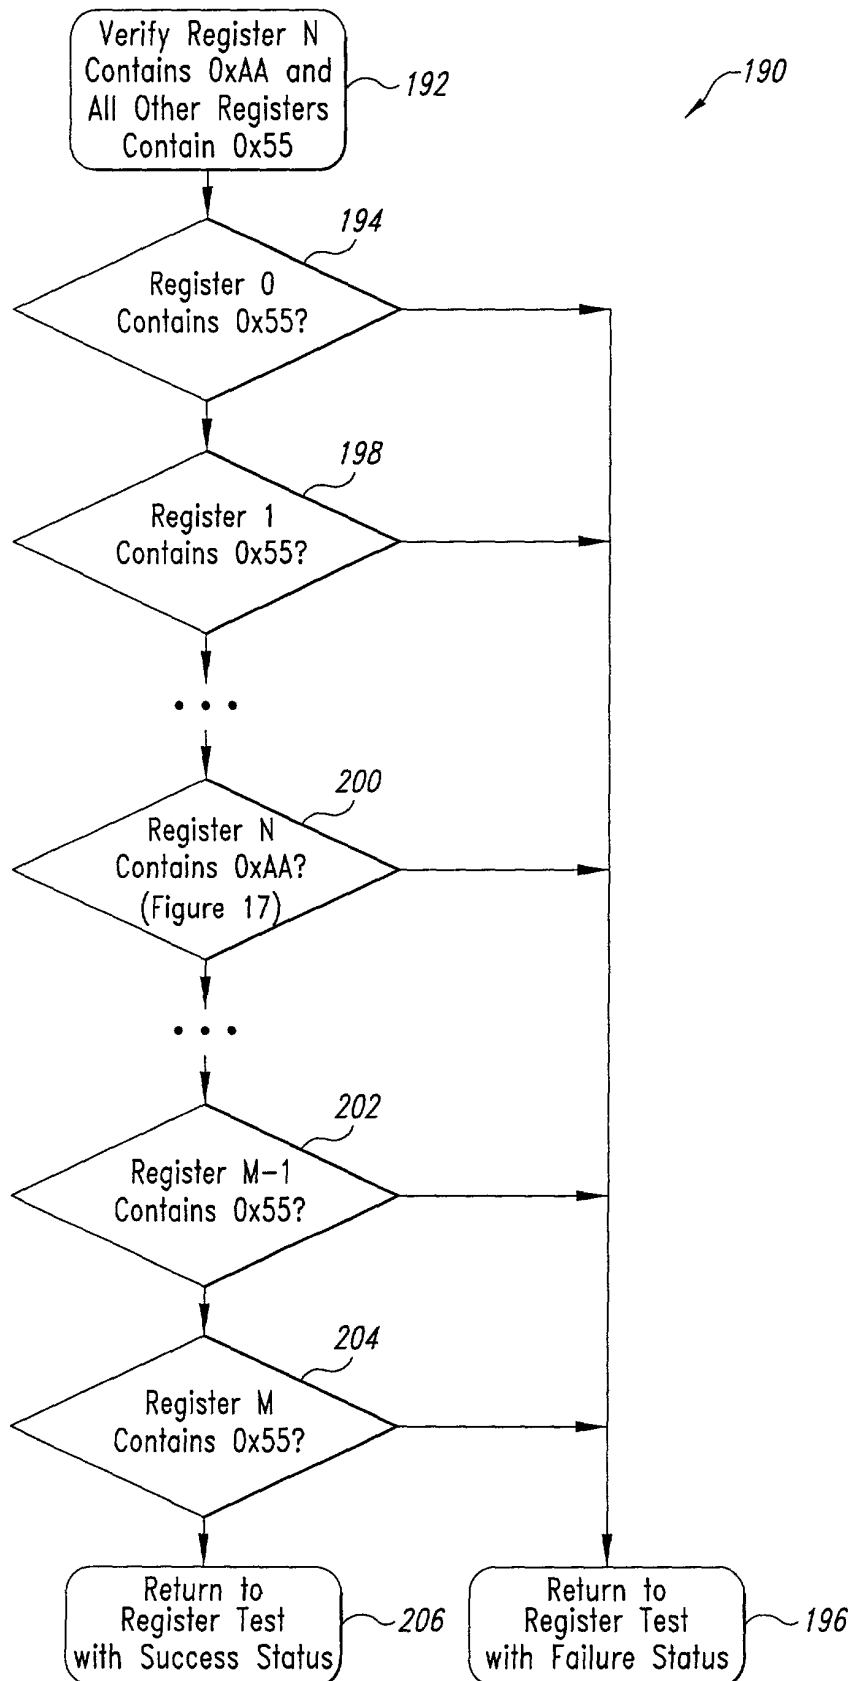 Verify Register N
Contains 0xAA and
All Other Registers
Contain 0x55
192
190
194
Register 0
Contains 0x55?
198
Register 1
Contains 0x55?
• • •
200
Register N
Contains 0xAA?
(Figure 17)
• • •
202
Register M-1
Contains 0x55?
204
Register M
Contains 0x55?
Return to
Register Test
with Success Status
206
Return to
Register Test
with Failure Status
196